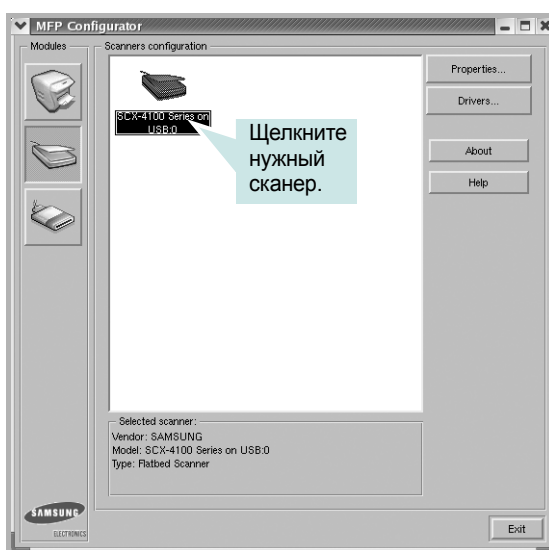 MFP Configurator
Modules
Scanners configuration
SCX-4100 Series on
USB:0
Щелкните
нужный
сканер.
Properties...
Drivers...
About
Help
Selected scanner:
Vendor: SAMSUNG
Model: SCX-4100 Series on USB:0
Type: Flatbed Scanner
SAMSUNG
ELECTRONICS
Exit